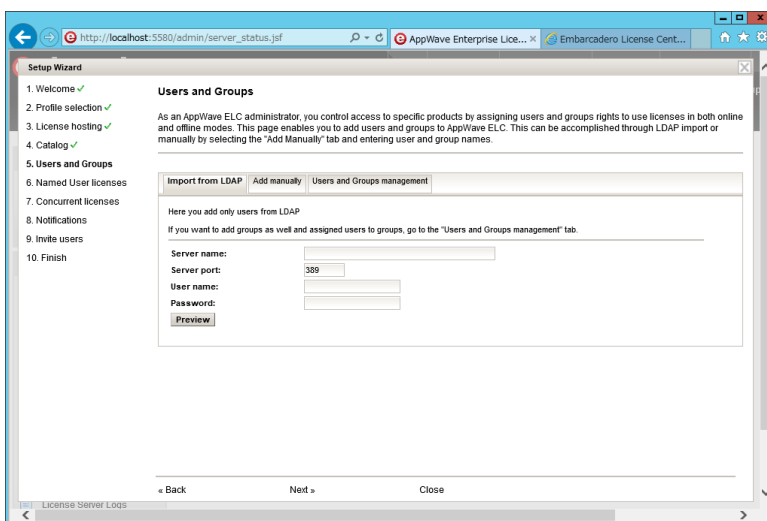 http://localhost:5580/admin/server_status.jsf
AppWave Enterprise Lice...
Embarcadero License Cent...
Setup Wizard
1. Welcome ✓
2. Profile selection ✓
3. License hosting ✓
4. Catalog ✓
5. Users and Groups
6. Named User licenses
7. Concurrent licenses
8. Notifications
9. Invite users
10. Finish
Users and Groups
As an AppWave ELC administrator, you control access to specific products by assigning users and groups rights to use licenses in both online
and offline modes. This page enables you to add users and groups to AppWave ELC. This can be accomplished through LDAP import or
manually by selecting the "Add Manually" tab and entering user and group names.
Import from LDAP Add manually Users and Groups management
Here you add only users from LDAP
If you want to add groups as well and assigned users to groups, go to the "Users and Groups management" tab.
Server name:
Server port: 389
User name:
Password:
Preview
« Back Next » Close
License Server Logs